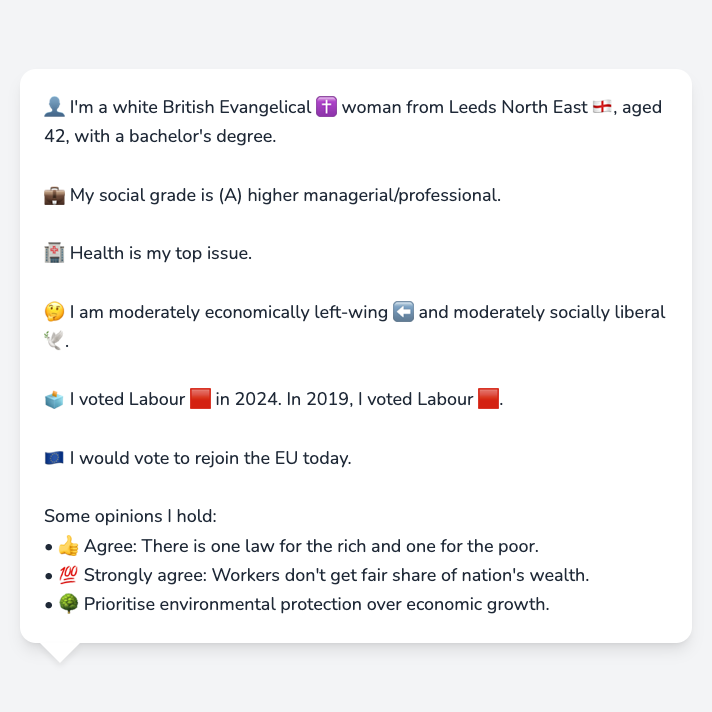 👤 I'm a white British Evangelical ✝️ woman from Leeds North East 🏴󠁧󠁢󠁥󠁮󠁧󠁿, aged
42, with a bachelor's degree.
💼 My social grade is (A) higher managerial/professional.
🏥 Health is my top issue.
🤔 I am moderately economically left-wing ⬅️ and moderately socially liberal
🕊️.
🗳️ I voted Labour 🟥 in 2024. In 2019, I voted Labour 🟥.
🇪🇺 I would vote to rejoin the EU today.
Some opinions I hold:
• 👍 Agree: There is one law for the rich and one for the poor.
• 💯 Strongly agree: Workers don't get fair share of nation's wealth.
• 🌳 Prioritise environmental protection over economic growth.